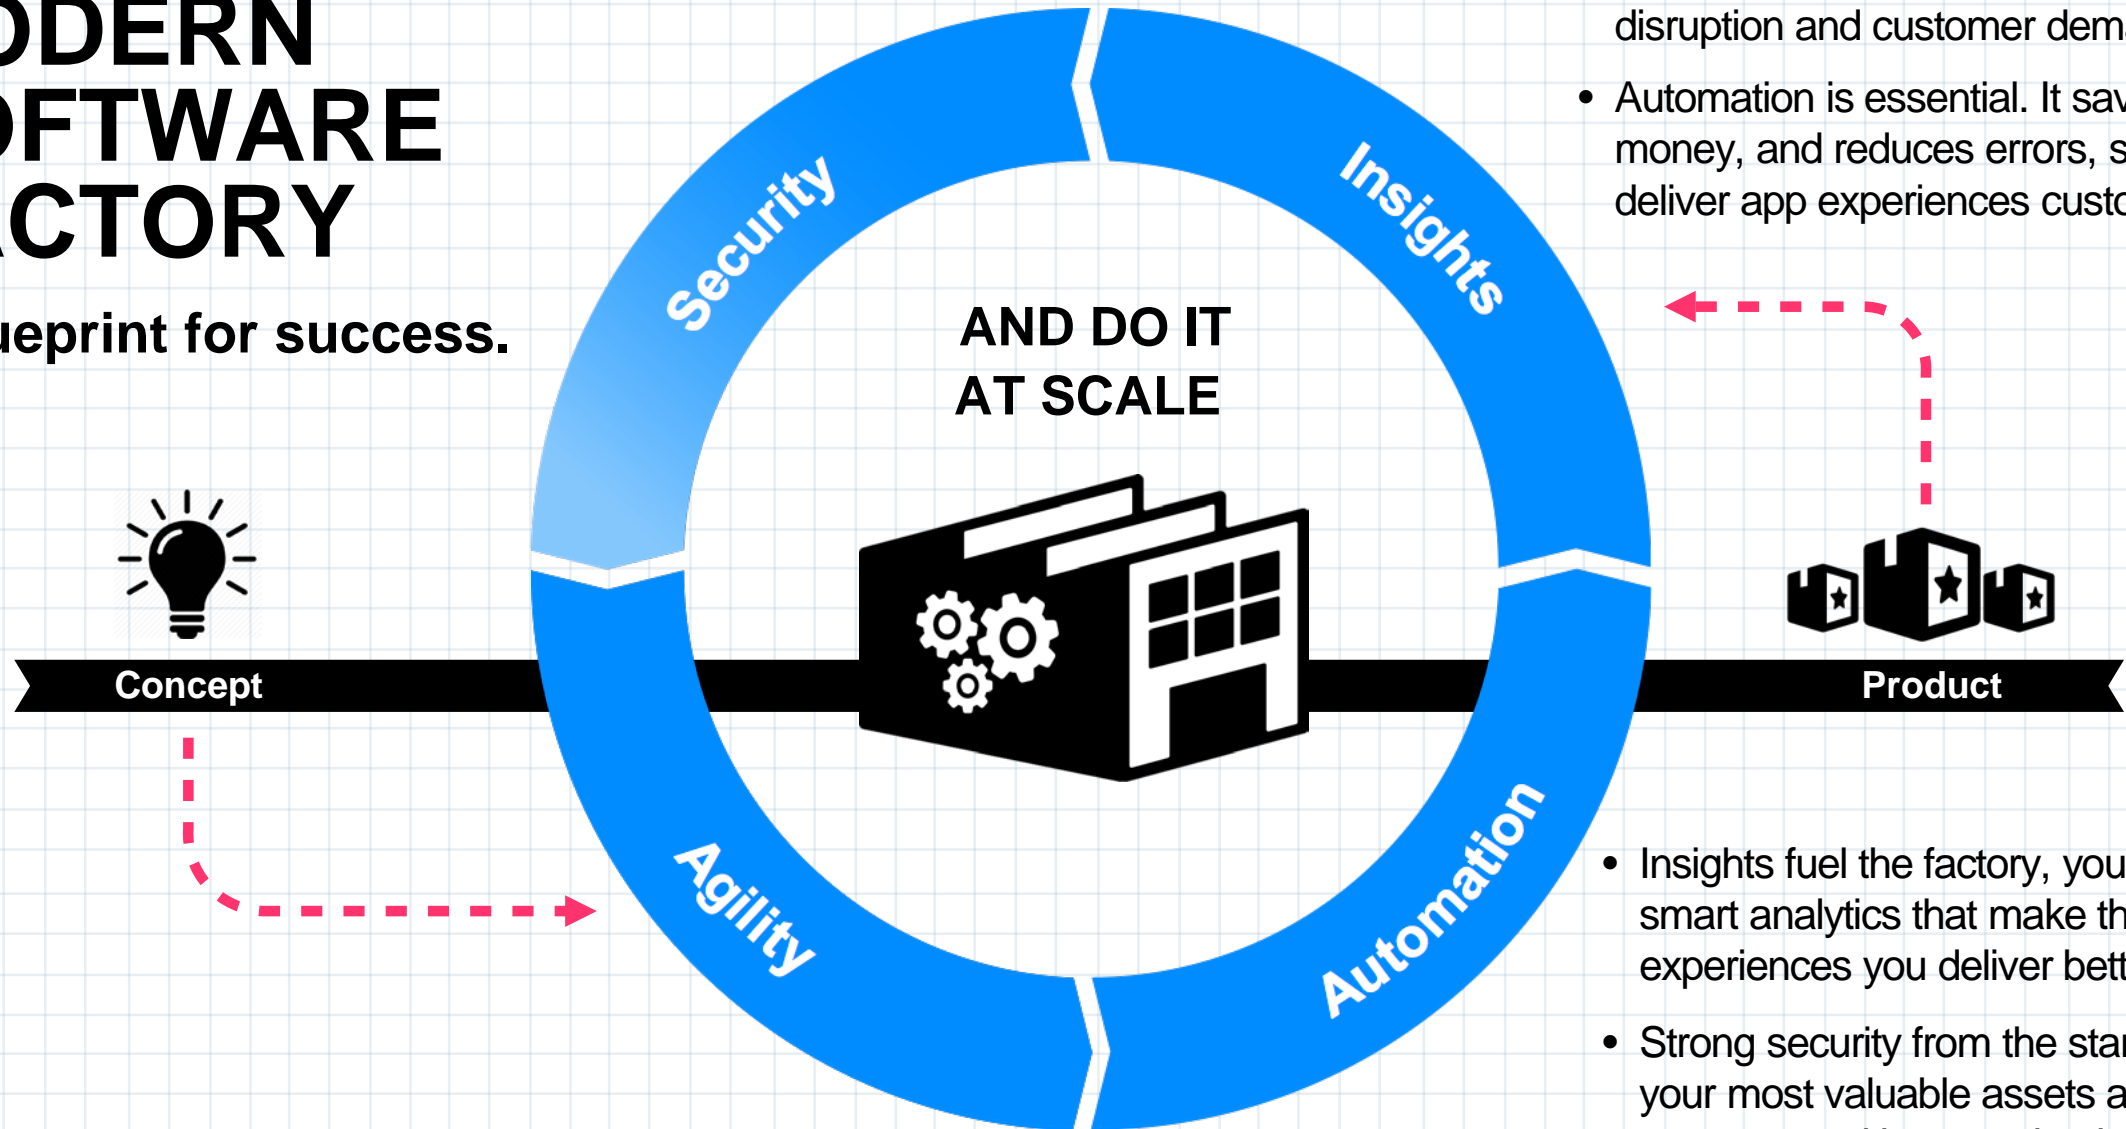 ODERN
OFTWARE
ACTORY
ueprint for success.
Security
Insights
AND DO IT
AT SCALE
Concept
Product
Agility
Automation
disruption and customer dem
• Automation is essential. It sav
money, and reduces errors, s
deliver app experiences custo
• Insights fuel the factory, you
smart analytics that make th
experiences you deliver bett
• Strong security from the star
your most valuable assets a